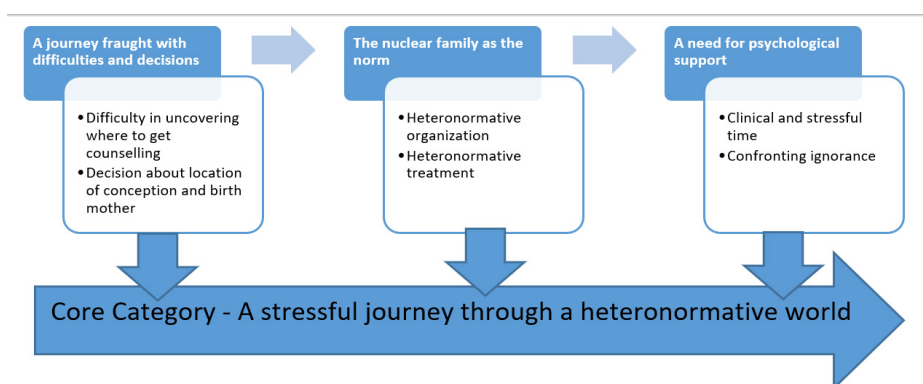 A journey fraught with
difficulties and decisions
•Difficulty in uncovering
where to get
counselling
•Decision about location
of conception and birth
mother
The nuclear family as the
norm
•Heteronormative
organization
•Heteronormative
treatment
A need for psychological
support
•Clinical and stressful
time
•Confronting ignorance
Core Category - A stressful journey through a heteronormative world